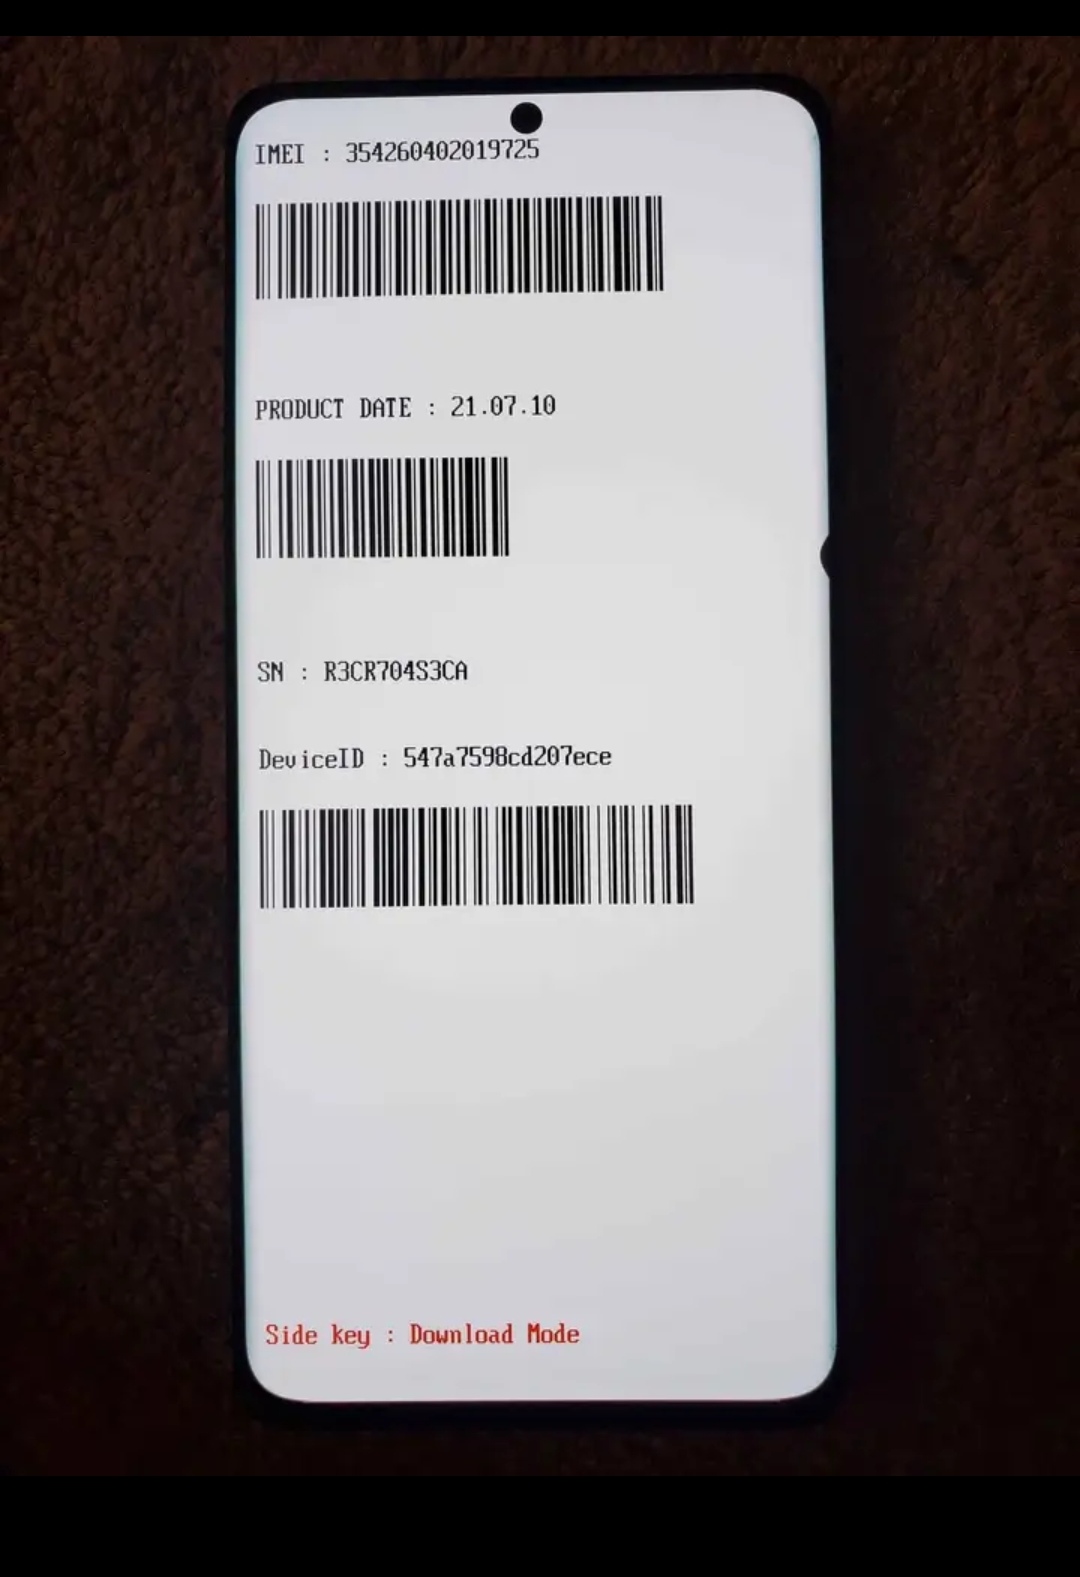 IMEI : 354260402019725
PRODUCT DATE : 21.07.10
SN : R3CR704S3CA
DeviceID : 547a7598cd207ece
Side key : Download Mode